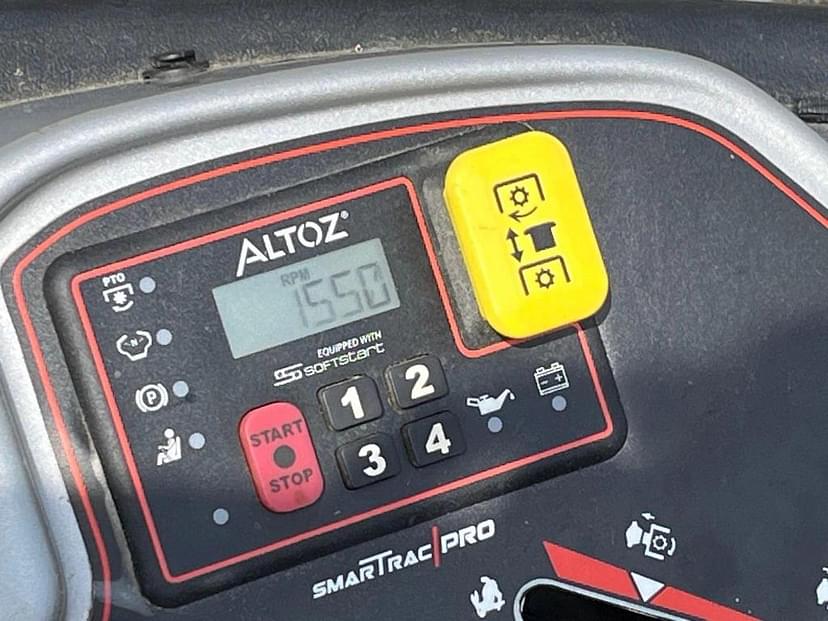 ALTOZ®
PTO
RPM
1550
N
EQUIPPED WITH
SOFTSTART
P
1 2
3 4
START
STOP
SMARTRAC|PRO